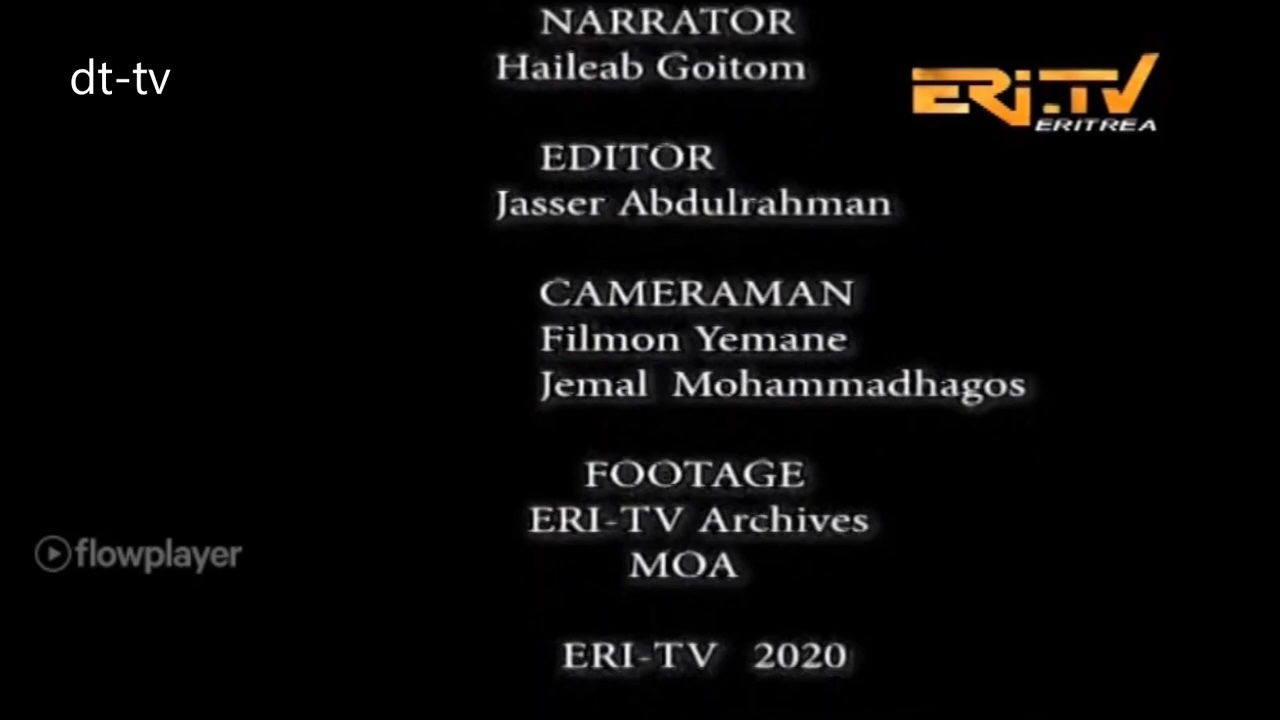 NARRATOR
Haileab Goitom
dt-tv
ERi.TV
ERITREA
EDITOR
Jasser Abdulrahman
CAMERAMAN
Filmon Yemane
Jemal Mohammadhagos
FOOTAGE
ERI-TV Archives
MOA
flowplayer
ERI-TV 2020